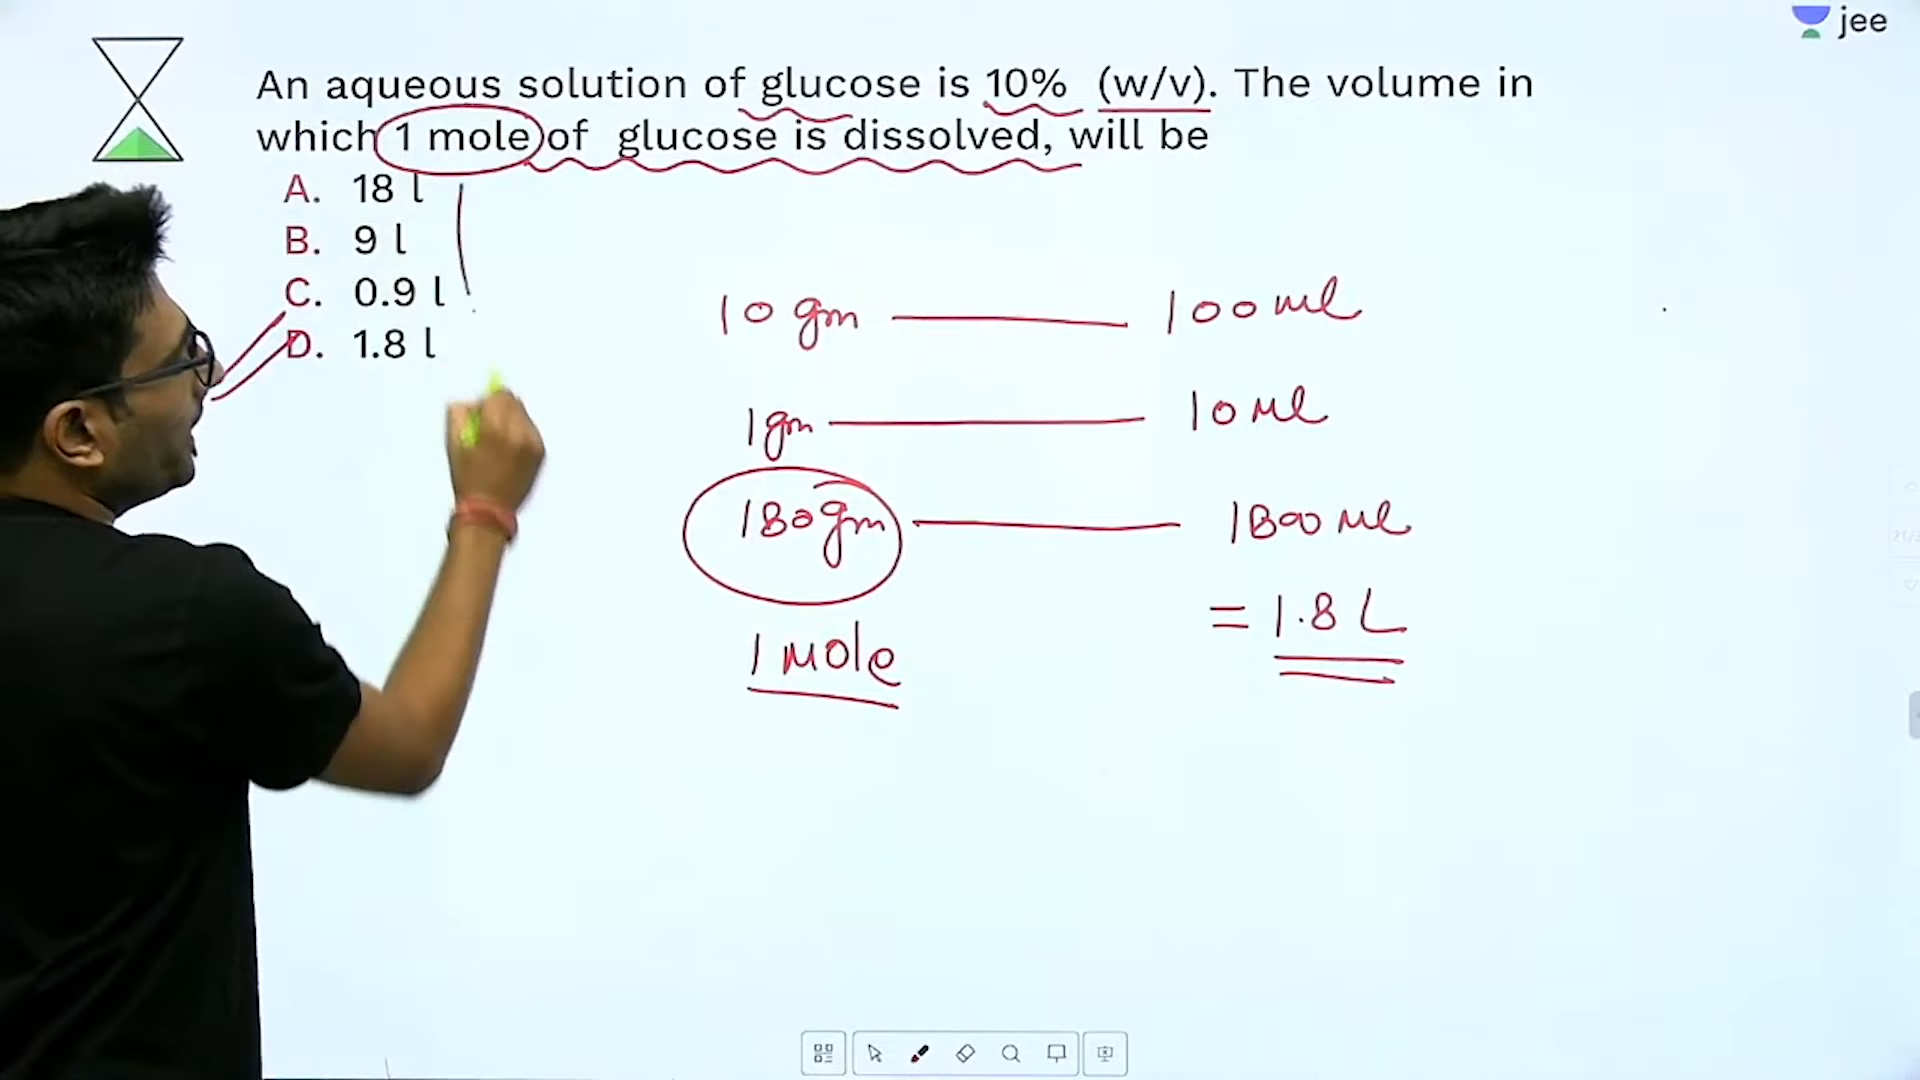 jee
An aqueous solution of glucose is 10% (w/v). The volume in
which 1 mole of glucose is dissolved, will be
A. 18 l
B. 9 l
C. 0.9 l
D. 1.8 l
10 gm 100 ml
1 gm 10 ml
180 gm 1800 ml
= 1.8 L
1 mole